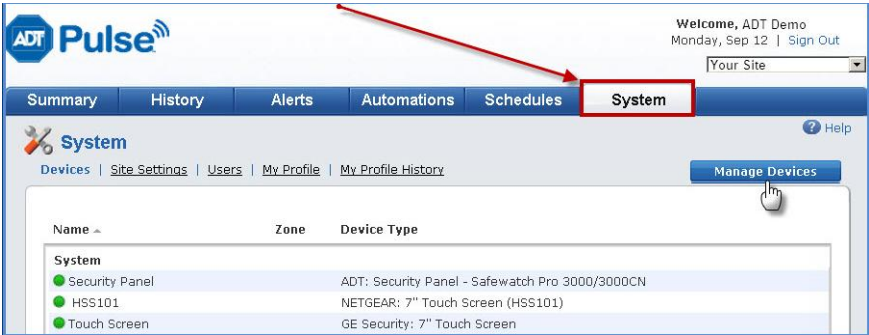 ADT Pulse
Welcome, ADT Demo
Monday, Sep 12 | Sign Out
Your Site
Summary History Alerts Automations Schedules System
Help
System
Devices | Site Settings | Users | My Profile | My Profile History
Manage Devices
Name Zone Device Type
System
Security Panel ADT: Security Panel - Safewatch Pro 3000/3000CN
HSS101 NETGEAR: 7" Touch Screen (HSS101)
Touch Screen GE Security: 7" Touch Screen